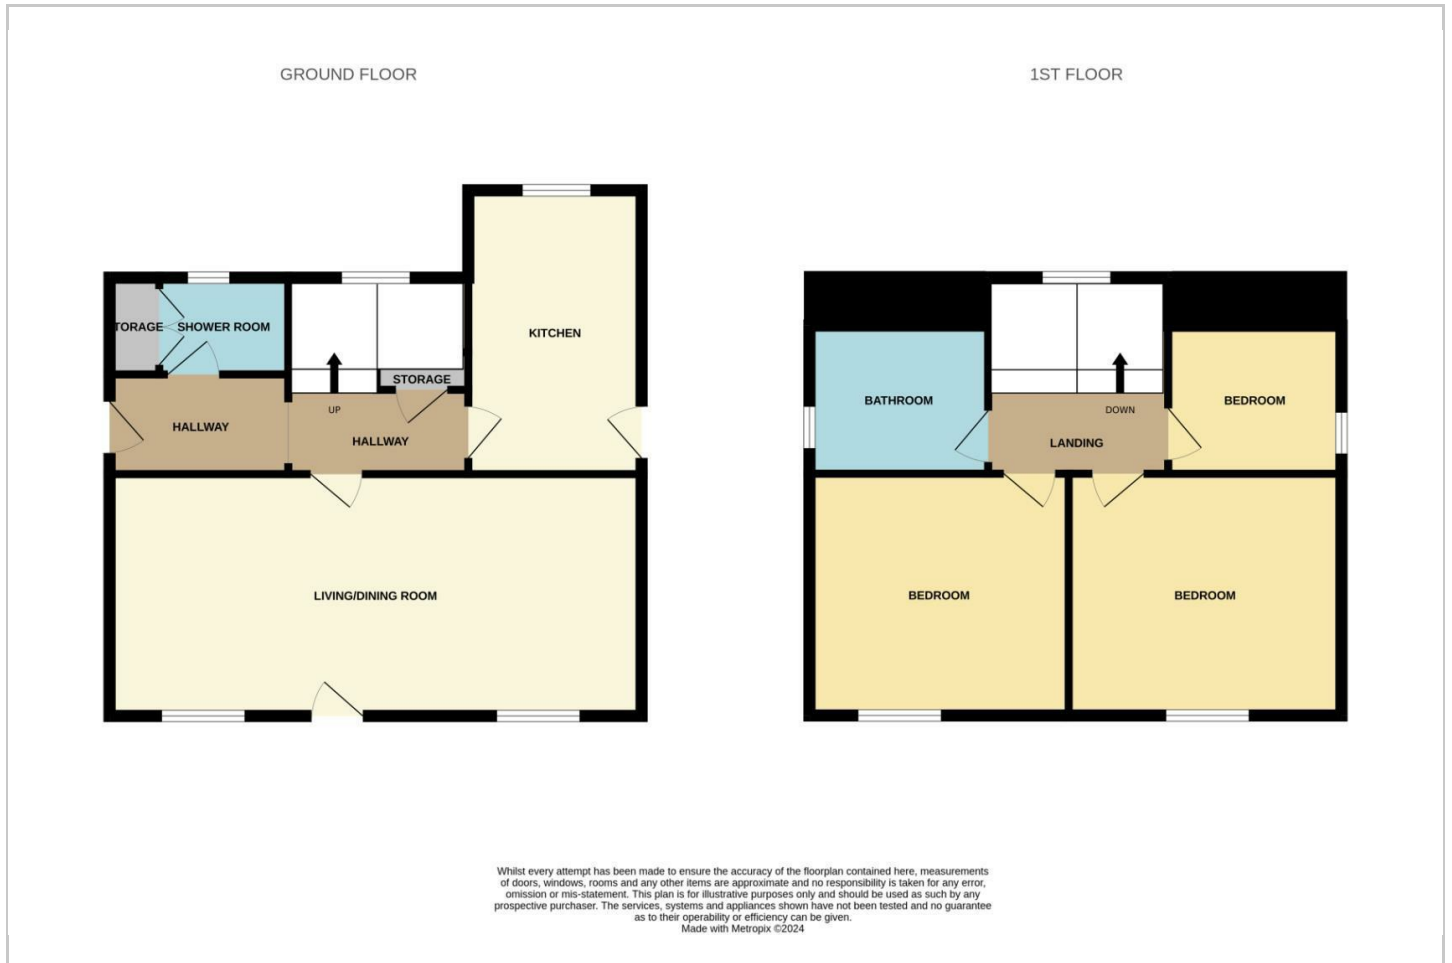 GROUND FLOOR
1ST FLOOR
KITCHEN
TORAGE
SHOWER ROOM
STORAGE
UP
HALLWAY
HALLWAY
LIVING/DINING ROOM
BATHROOM
BEDROOM
DOWN
LANDING
BEDROOM
BEDROOM
Whilst every attempt has been made to ensure the accuracy of the floorplan contained here, measurements
of doors, windows, rooms and any other items are approximate and no responsibility is taken for any error,
omission or mis-statement. This plan is for illustrative purposes only and should be used as such by any
prospective purchaser. The services, systems and appliances shown have not been tested and no guarantee
as to their operability or efficiency can be given.
Made with Metropix ©2024